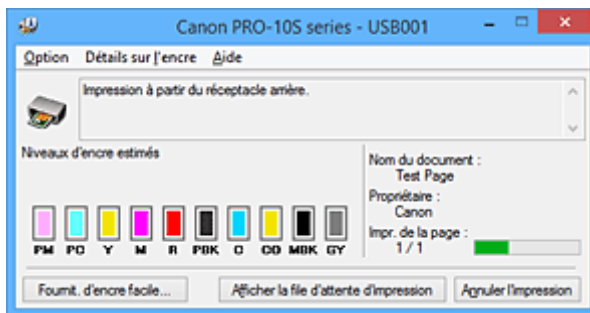 Canon PRO-10S series - USB001
Option Détails sur l'encre Aide
Impression à partir du réceptacle arrière.
Niveaux d'encre estimés
Nom du document :
Test Page
Propriétaire :
Canon
Impr. de la page :
1 / 1
PM PC Y M R PBK C CO MBK GY
Fournit. d'encre facile... Afficher la file d'attente d'impression Annuler l'impression